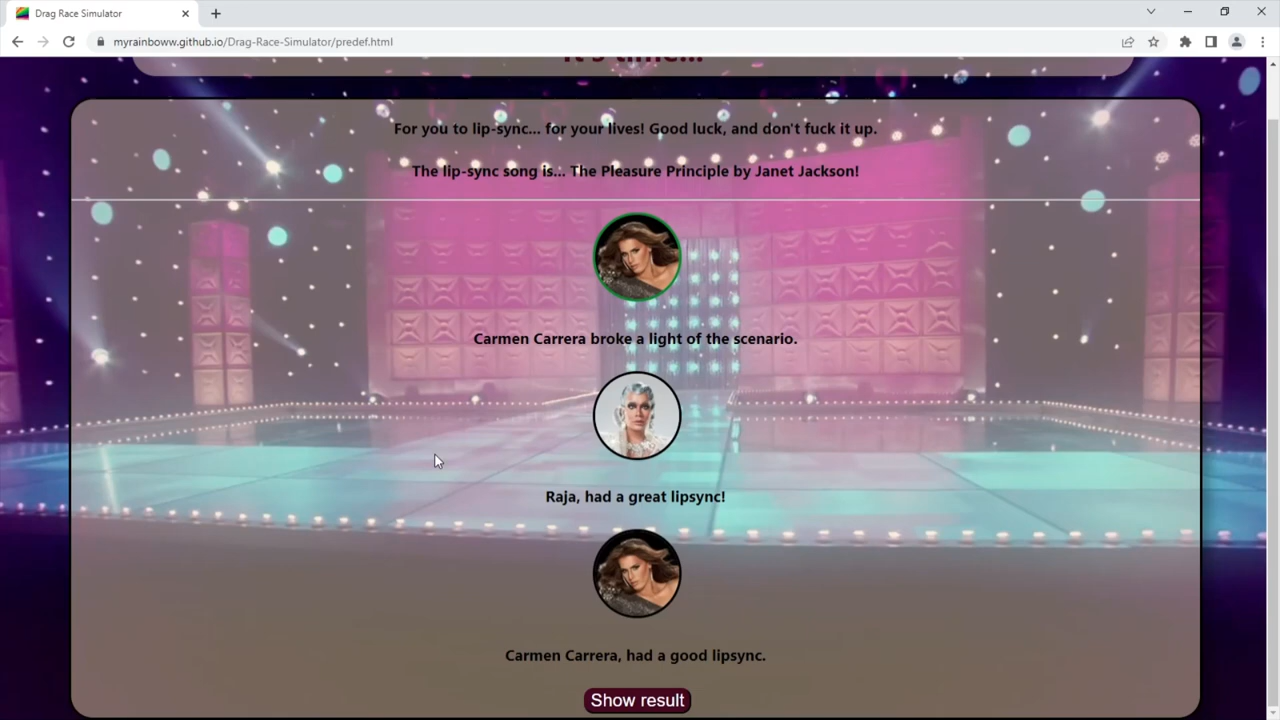 Drag Race Simulator
myrainboww.github.io/Drag-Race-Simulator/predef.html
It's time...
For you to lip-sync... for your lives! Good luck, and don't fuck it up.
The lip-sync song is... The Pleasure Principle by Janet Jackson!
Carmen Carrera broke a light of the scenario.
Raja, had a great lipsync!
Carmen Carrera, had a good lipsync.
Show result